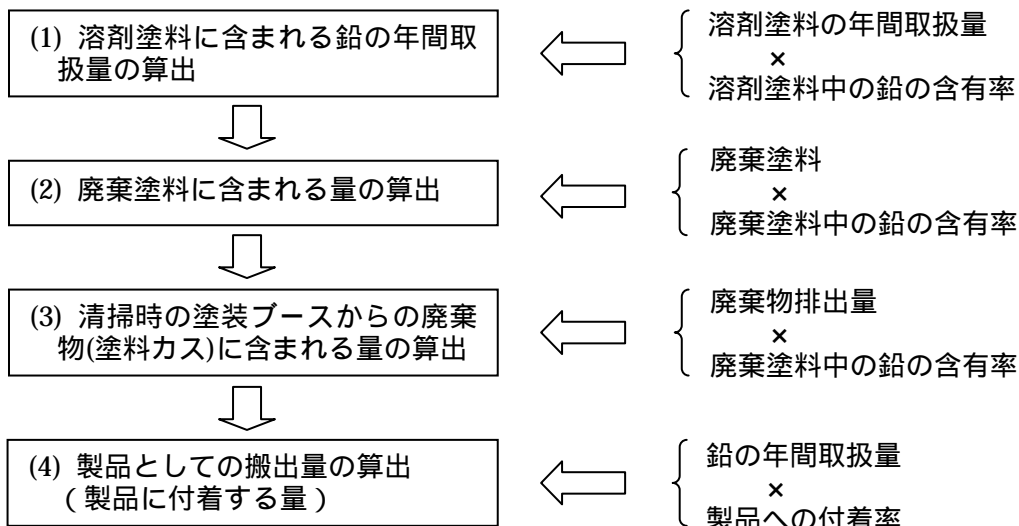 (1) 溶剤塗料に含まれる鉛の年間取
扱量の算出
溶剤塗料の年間取扱量
×
溶剤塗料中の鉛の含有率
(2) 廃棄塗料に含まれる量の算出
廃棄塗料
×
廃棄塗料中の鉛の含有率
(3) 清掃時の塗装ブースからの廃棄
物(塗料カス)に含まれる量の算出
廃棄物排出量
×
廃棄塗料中の鉛の含有率
(4) 製品としての搬出量の算出
(製品に付着する量)
鉛の年間取扱量
×
製品への付着率